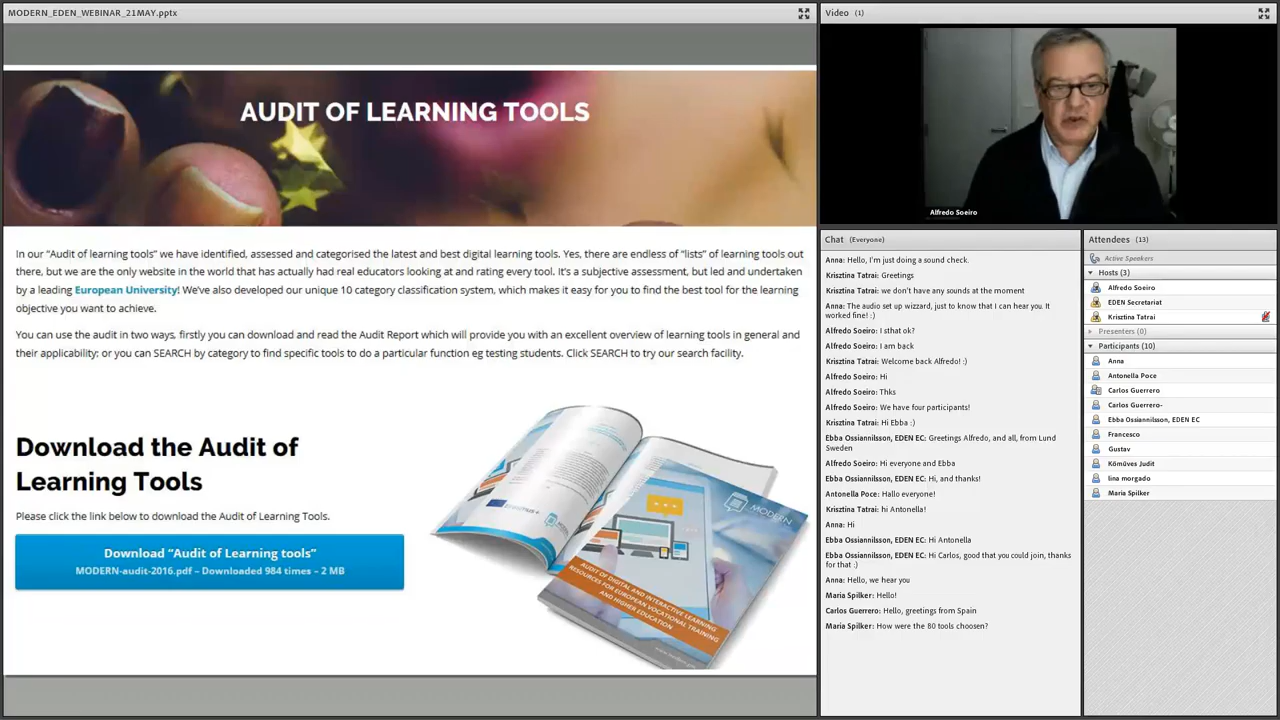 MODERN_EDEN_WEBINAR_21MAY.pptx
AUDIT OF LEARNING TOOLS
In our “Audit of learning tools” we have identified, assessed and categorised the latest and best digital learning tools. Yes, there are endless of “lists” of learning tools out
there, but we are the only website in the world that has actually had real educators looking at and rating every tool. It’s a subjective assessment, but led and undertaken
by a leading European University! We’ve also developed our unique 10 category classification system, which makes it easy for you to find the best tool for the learning
objective you want to achieve.
You can use the audit in two ways, firstly you can download and read the Audit Report which will provide you with an excellent overview of learning tools in general and
their applicability; or you can SEARCH by category to find specific tools to do a particular function eg testing students. Click SEARCH to try our search facility.
Download the Audit of
Learning Tools
Please click the link below to download the Audit of Learning Tools.
Download “Audit of Learning tools”
MODERN-audit-2016.pdf – Downloaded 984 times – 2 MB
MODERN
AUDIT OF DIGITAL AND INTERACTIVE LEARNING
RESOURCES FOR EUROPEAN VOCATIONAL TRAINING
AND HIGHER EDUCATION
Video (1)
Alfredo Soeiro
Chat (Everyone)
Anna: Hello, I'm just doing a sound check.
Krisztina Tatrai: Greetings
Krisztina Tatrai: we don't have any sounds at the moment
Anna: The audio set up wizzard, just to know that I can hear you. It
worked fine! :)
Alfredo Soeiro: I sthat ok?
Alfredo Soeiro: I am back
Krisztina Tatrai: Welcome back Alfredo! :)
Alfredo Soeiro: Hi
Alfredo Soeiro: Thks
Alfredo Soeiro: We have four participants!
Krisztina Tatrai: Hi Ebba :)
Ebba Ossiannilsson, EDEN EC: Greetings Alfredo, and all, from Lund
Sweden
Alfredo Soeiro: Hi everyone and Ebba
Ebba Ossiannilsson, EDEN EC: Hi, and thanks!
Antonella Poce: Hallo everyone!
Krisztina Tatrai: hi Antonella!
Anna: Hi
Ebba Ossiannilsson, EDEN EC: Hi Antonella
Ebba Ossiannilsson, EDEN EC: Hi Carlos, good that you could join, thanks
for that :)
Anna: Hello, we hear you
Maria Spilker: Hello!
Carlos Guerrero: Hello, greetings from Spain
Maria Spilker: How were the 80 tools choosen?
Attendees (13)
Active Speakers
Hosts (3)
Alfredo Soeiro
EDEN Secretariat
Krisztina Tatrai
Presenters (0)
Participants (10)
Anna
Antonella Poce
Carlos Guerrero
Carlos Guerrero-
Ebba Ossiannilsson, EDEN EC
Francesco
Gustav
Kömüves Judit
lina morgado
Maria Spilker